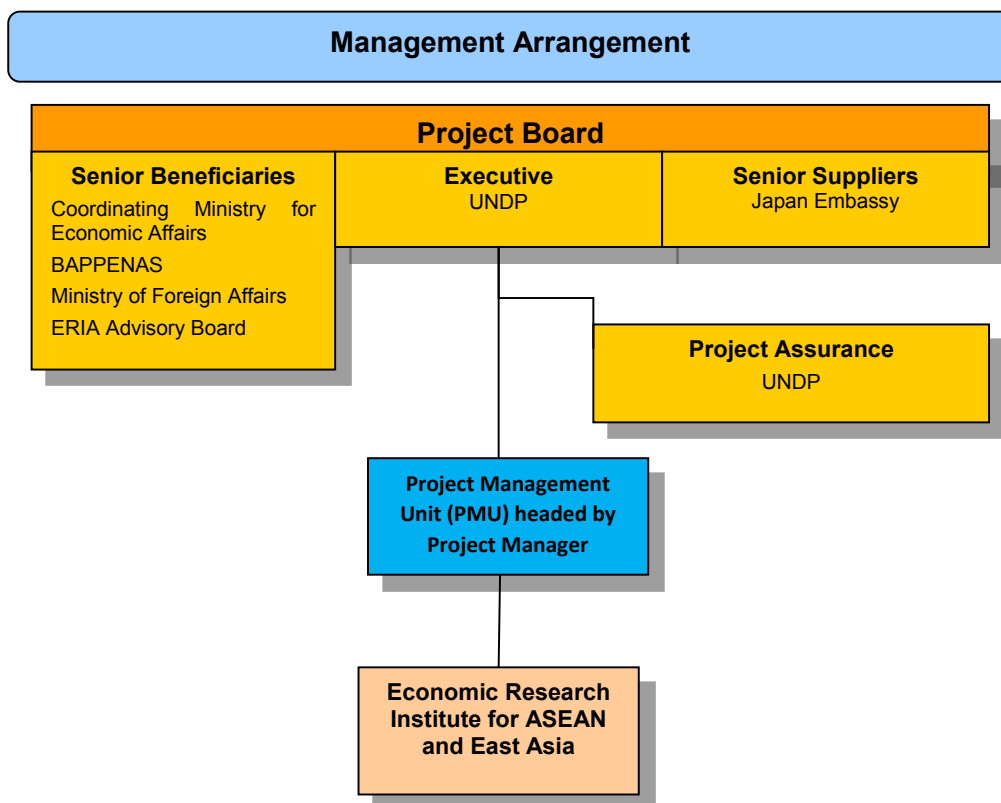 Management Arrangement
Project Board
Senior Beneficiaries
Coordinating Ministry for
Economic Affairs
BAPPENAS
Ministry of Foreign Affairs
ERIA Advisory Board
Executive
UNDP
Senior Suppliers
Japan Embassy
Project Assurance
UNDP
Project Management
Unit (PMU) headed by
Project Manager
Economic Research
Institute for ASEAN
and East Asia